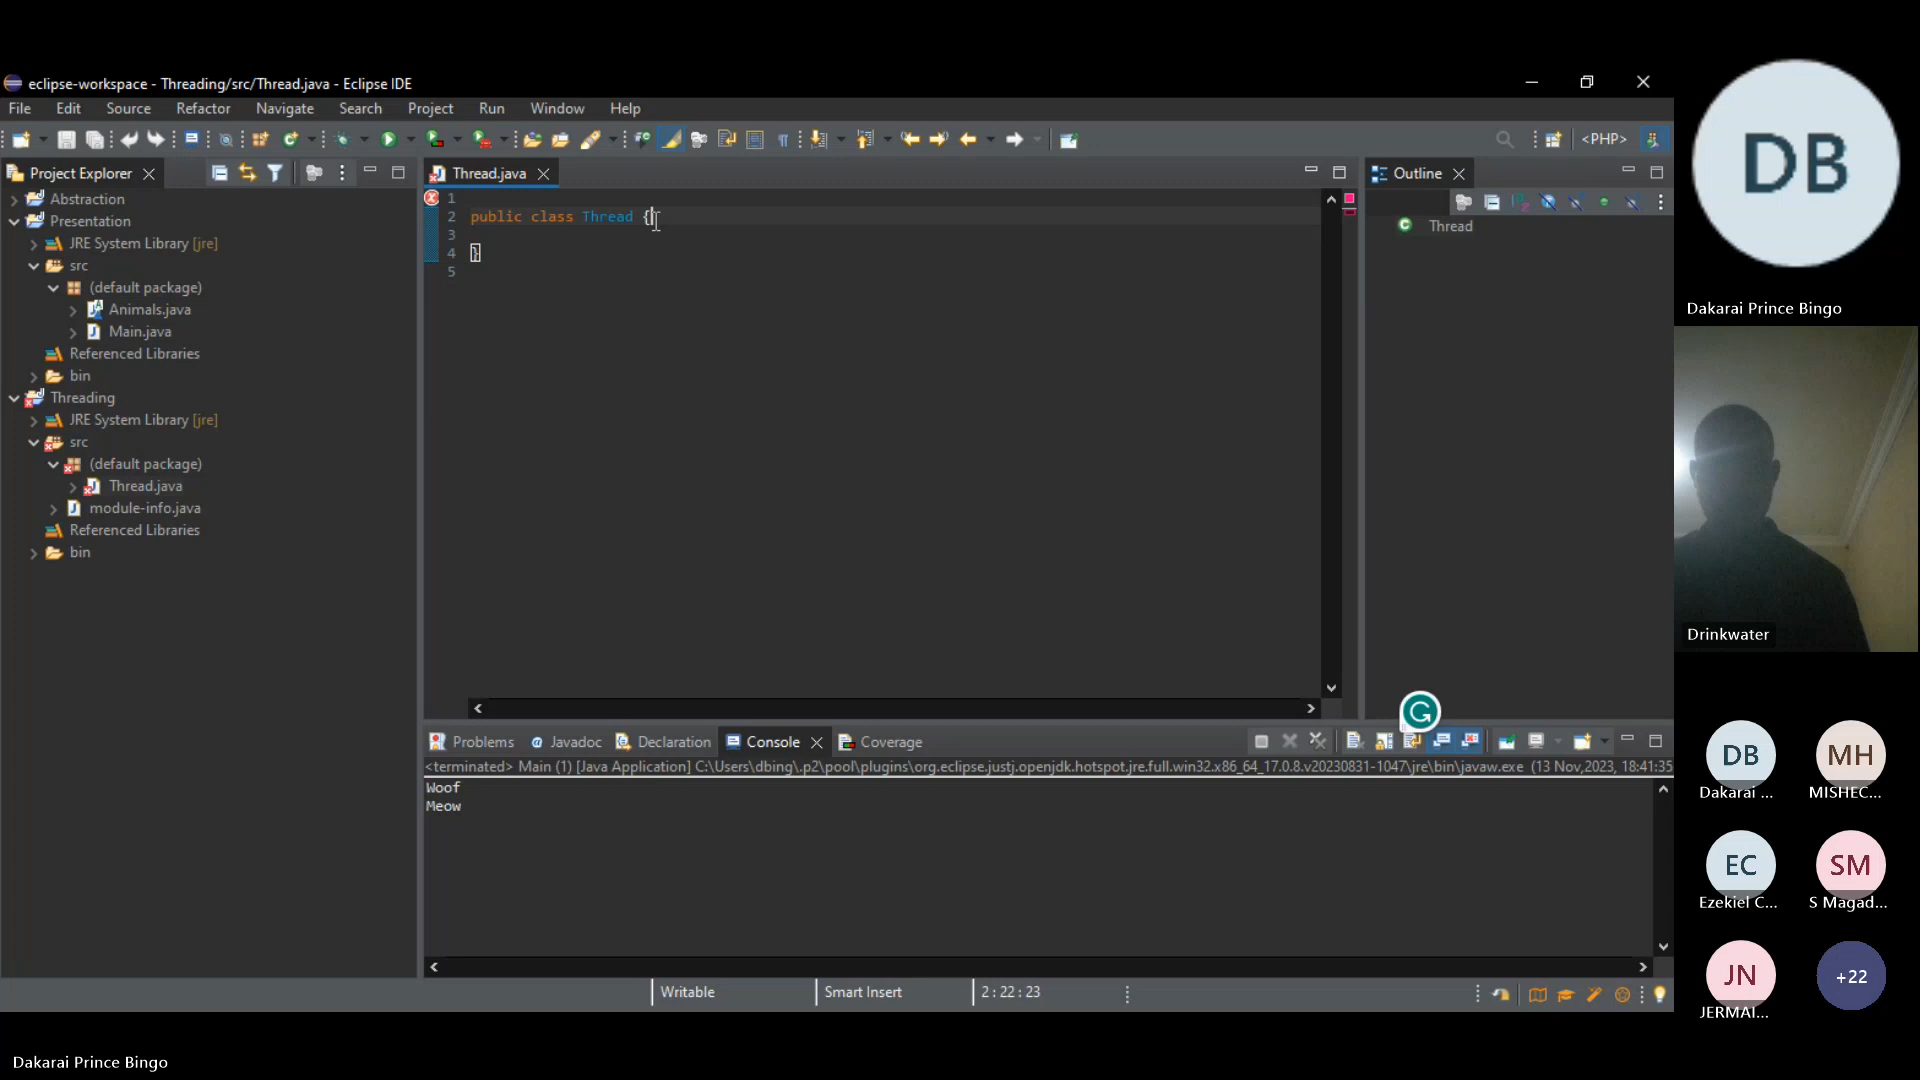 eclipse-workspace - Threading/src/Thread.java - Eclipse IDE
File Edit Source Refactor Navigate Search Project Run Window Help
<PHP>
Project Explorer
Abstraction
Presentation
JRE System Library [jre]
src
(default package)
Animals.java
Main.java
Referenced Libraries
bin
Threading
JRE System Library [jre]
src
(default package)
Thread.java
module-info.java
Referenced Libraries
bin
Thread.java
1
2 public class Thread {
3
4 }
5
Outline
Thread
Problems Javadoc Declaration Console Coverage
<terminated> Main (1) [Java Application] C:\Users\dbing\.p2\pool\plugins\org.eclipse.justj.openjdk.hotspot.jre.full.win32.x86_64_17.0.8.v20230831-1047\jre\bin\javaw.exe (13 Nov,2023, 18:41:35
Woof
Meow
Writable Smart Insert 2 : 22 : 23
DB
Dakarai Prince Bingo
Drinkwater
DB MH
Dakarai ... MISHEC...
EC SM
Ezekiel C... S Magad...
JN +22
JERMAI...
Dakarai Prince Bingo